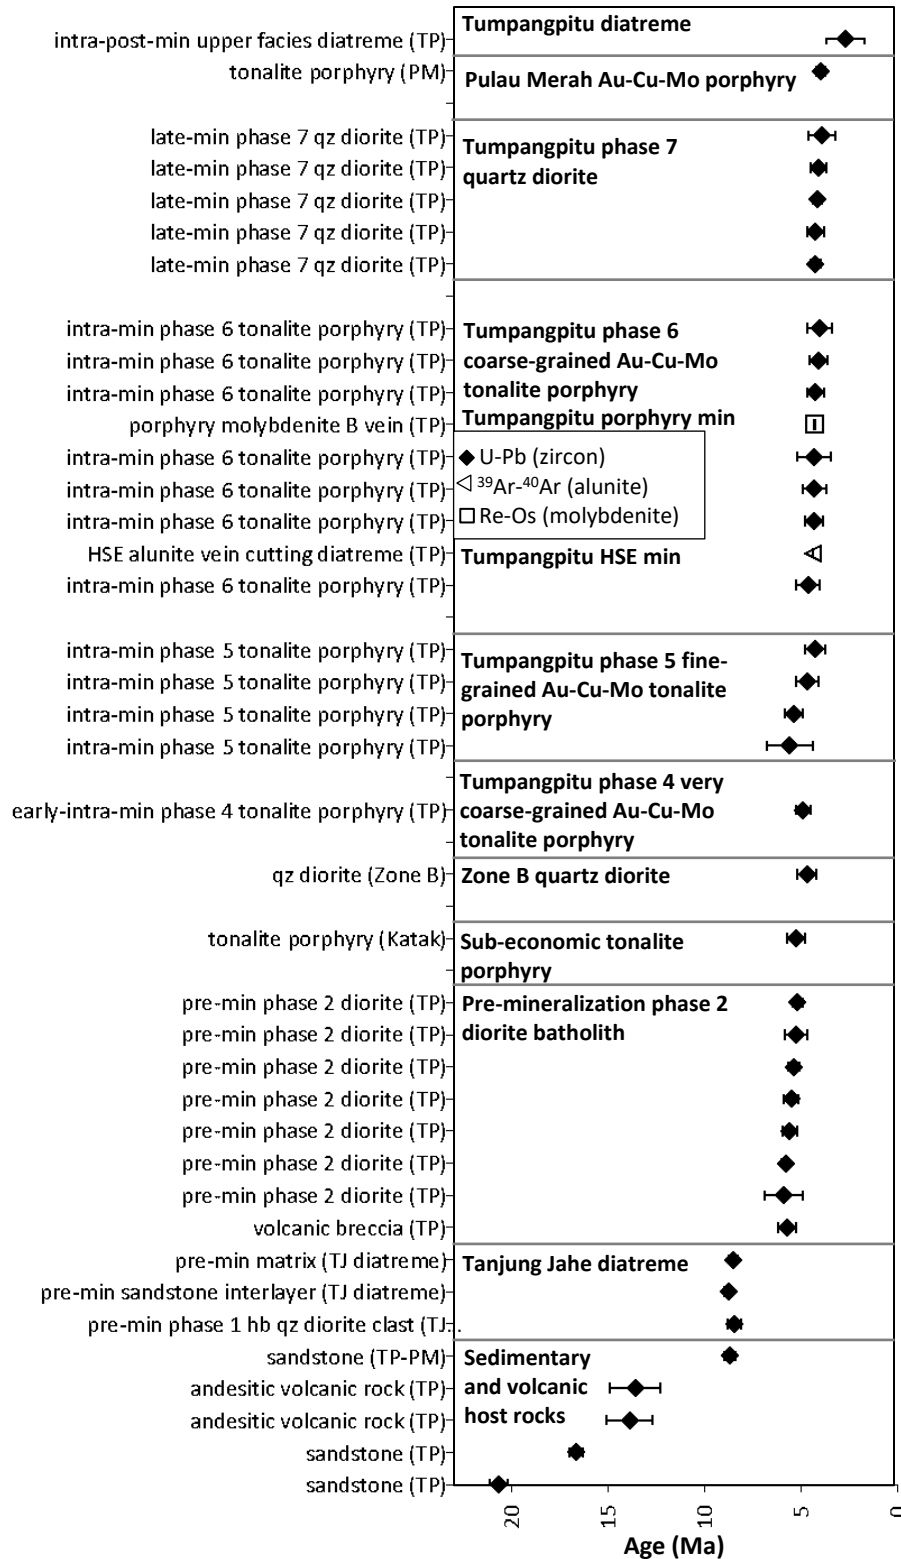 Tumpangpitu diatreme
intra-post-min upper facies diatreme (TP)
tonalite porphyry (PM)
Pulau Merah Au-Cu-Mo porphyry
late-min phase 7 qz diorite (TP)
Tumpangpitu phase 7
late-min phase 7 qz diorite (TP)
quartz diorite
late-min phase 7 qz diorite (TP)
late-min phase 7 qz diorite (TP)
late-min phase 7 qz diorite (TP)
intra-min phase 6 tonalite porphyry (TP)
Tumpangpitu phase 6
intra-min phase 6 tonalite porphyry (TP)
coarse-grained Au-Cu-Mo
intra-min phase 6 tonalite porphyry (TP)
tonalite porphyry
porphyry molybdenite B vein (TP)
Tumpangpitu porphyry min
intra-min phase 6 tonalite porphyry (TP)
U-Pb (zircon)
intra-min phase 6 tonalite porphyry (TP)
³⁹Ar-⁴⁰Ar (alunite)
intra-min phase 6 tonalite porphyry (TP)
Re-Os (molybdenite)
HSE alunite vein cutting diatreme (TP)
Tumpangpitu HSE min
intra-min phase 6 tonalite porphyry (TP)
intra-min phase 5 tonalite porphyry (TP)
Tumpangpitu phase 5 fine-
intra-min phase 5 tonalite porphyry (TP)
grained Au-Cu-Mo tonalite
intra-min phase 5 tonalite porphyry (TP)
porphyry
intra-min phase 5 tonalite porphyry (TP)
Tumpangpitu phase 4 very
early-intra-min phase 4 tonalite porphyry (TP)
coarse-grained Au-Cu-Mo
tonalite porphyry
qz diorite (Zone B)
Zone B quartz diorite
tonalite porphyry (Katak)
Sub-economic tonalite
porphyry
pre-min phase 2 diorite (TP)
Pre-mineralization phase 2
pre-min phase 2 diorite (TP)
diorite batholith
pre-min phase 2 diorite (TP)
pre-min phase 2 diorite (TP)
pre-min phase 2 diorite (TP)
pre-min phase 2 diorite (TP)
pre-min phase 2 diorite (TP)
volcanic breccia (TP)
pre-min matrix (TJ diatreme)
Tanjung Jahe diatreme
pre-min sandstone interlayer (TJ diatreme)
pre-min phase 1 hb qz diorite clast (TJ...
sandstone (TP-PM)
Sedimentary
andesitic volcanic rock (TP)
and volcanic
host rocks
andesitic volcanic rock (TP)
sandstone (TP)
sandstone (TP)
20
15
10
5
0
Age (Ma)